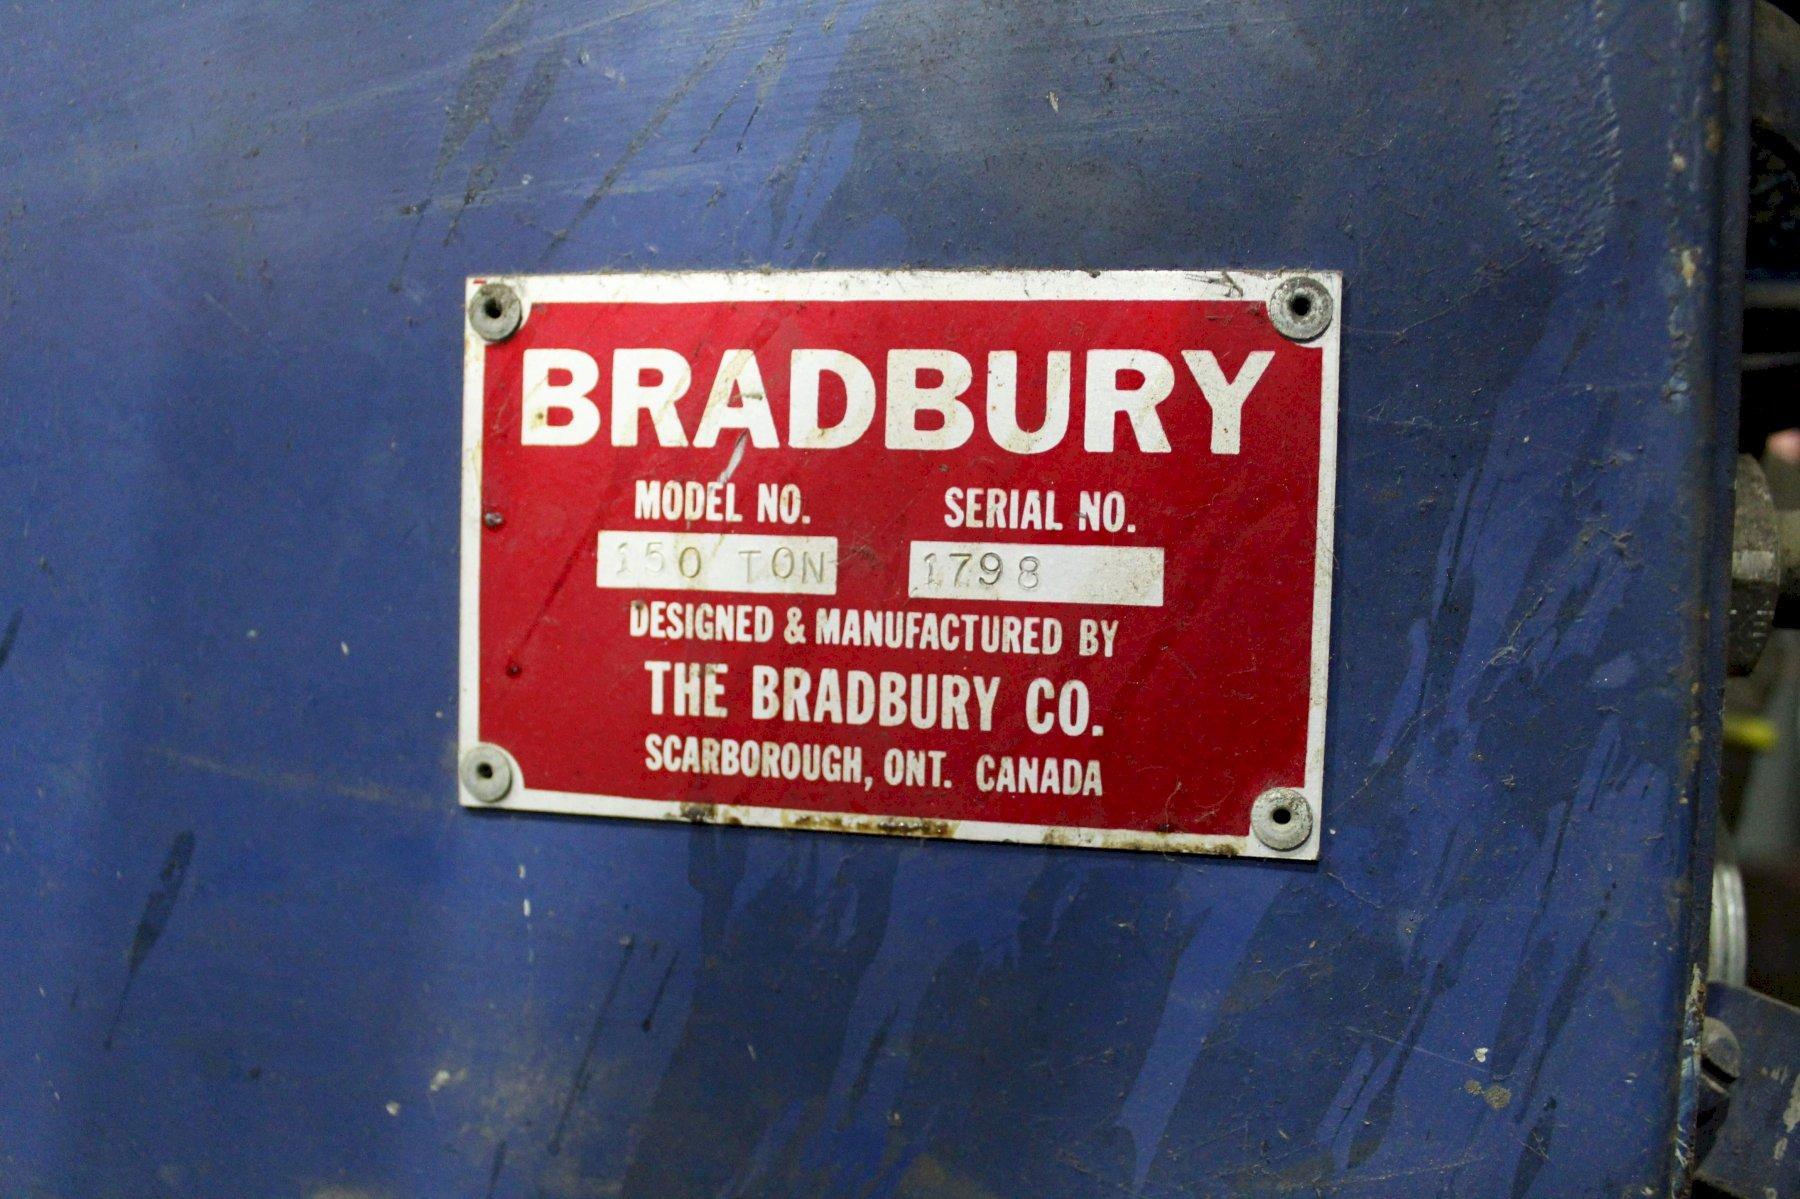 BRADBURY
MODEL NO. SERIAL NO.
150 TON 1798
DESIGNED & MANUFACTURED BY
THE BRADBURY CO.
SCARBOROUGH, ONT. CANADA